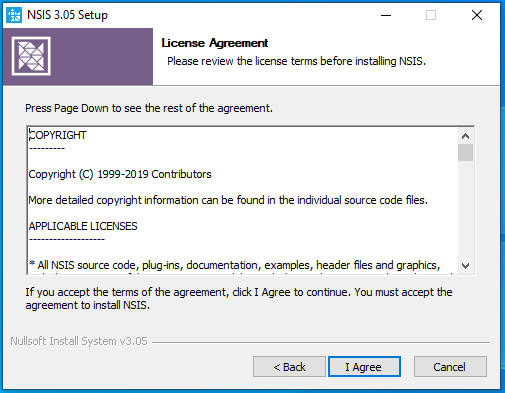 NSIS 3.05 Setup
License Agreement
Please review the license terms before installing NSIS.
Press Page Down to see the rest of the agreement.
COPYRIGHT
---------
Copyright (C) 1999-2019 Contributors
More detailed copyright information can be found in the individual source code files.
APPLICABLE LICENSES
-------------------
* All NSIS source code, plug-ins, documentation, examples, header files and graphics,
If you accept the terms of the agreement, click I Agree to continue. You must accept the
agreement to install NSIS.
Nullsoft Install System v3.05
< Back
I Agree
Cancel